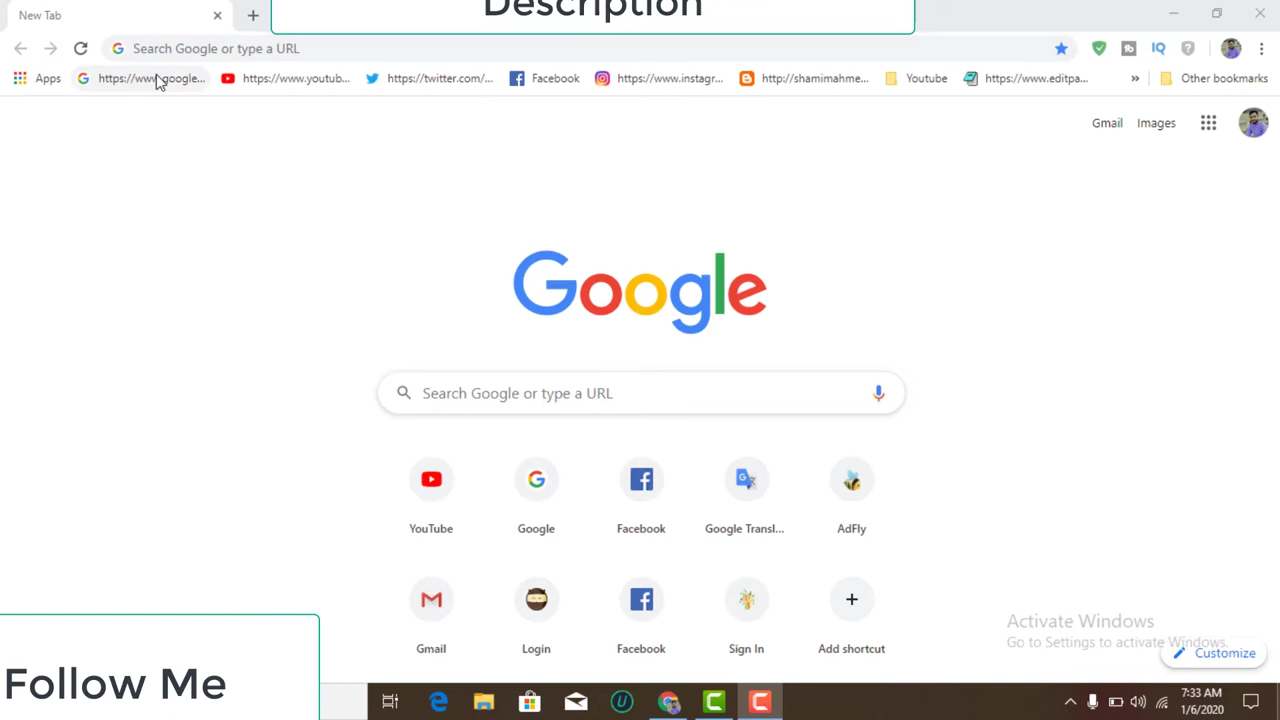 Description
New Tab
Search Google or type a URL
Apps
https://www.google...
https://www.youtub...
https://twitter.com/...
Facebook
https://www.instagr...
http://shamimahme...
Youtube
https://www.editpa...
Other bookmarks
Gmail
Images
Google
Search Google or type a URL
YouTube
Google
Facebook
Google Transl...
AdFly
Gmail
Login
Facebook
Sign In
Add shortcut
Activate Windows
Go to Settings to activate Windows.
Customize
Follow Me
7:33 AM
1/6/2020